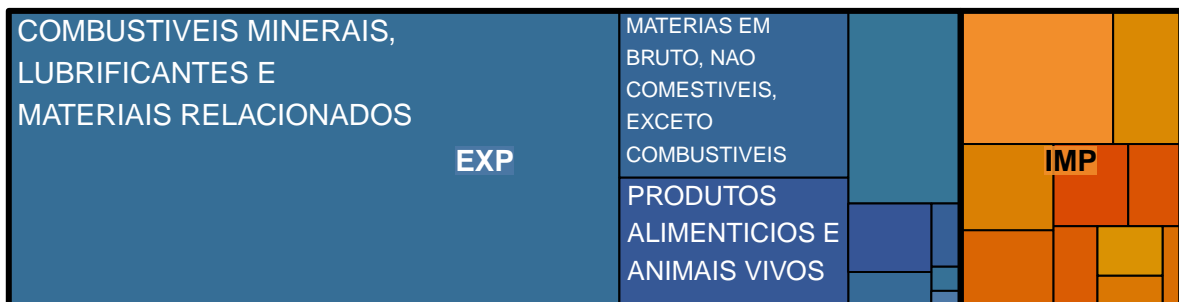 COMBUSTIVEIS MINERAIS,
LUBRIFICANTES E
MATERIAIS RELACIONADOS
EXP
MATERIAS EM
BRUTO, NAO
COMESTIVEIS,
EXCETO
COMBUSTIVEIS
PRODUTOS
ALIMENTICIOS E
ANIMAIS VIVOS
IMP